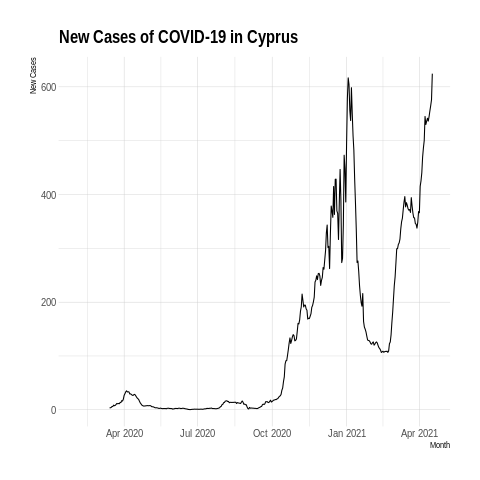 New Cases of COVID-19 in Cyprus
New Cases
600
400
200
0
Apr 2020
Jul 2020
Oct 2020
Jan 2021
Apr 2021
Month